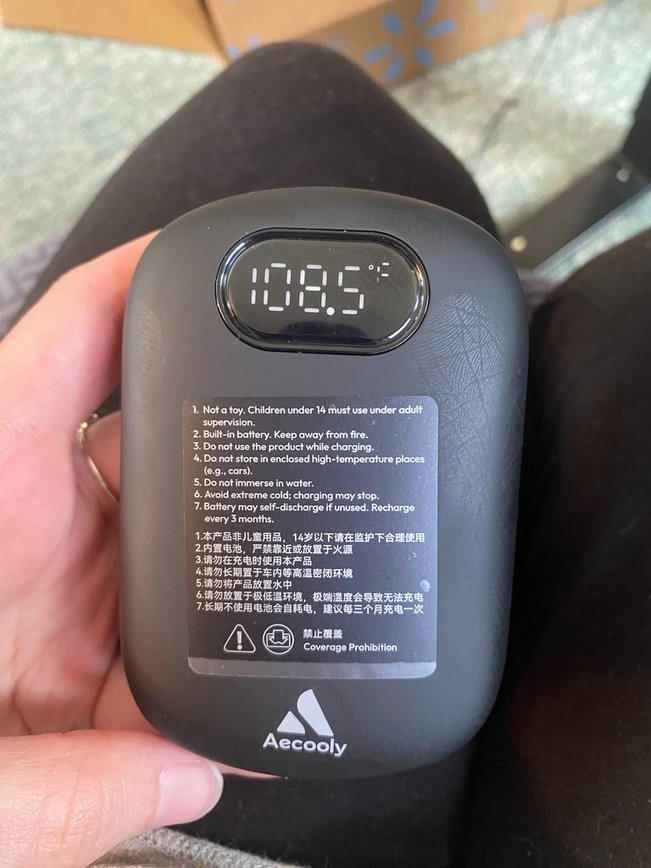 108.5 °C
1. Not a toy. Children under 14 must use under adult
supervision.
2. Built-in battery. Keep away from fire.
3. Do not use the product while charging.
4. Do not store in enclosed high-temperature places
(e.g., cars).
5. Do not immerse in water.
6. Avoid extreme cold; charging may stop.
7. Battery may self-discharge if unused. Recharge
every 3 months.
1.本产品非儿童用品，14岁以下请在监护下合理使用
2.内置电池，严禁靠近或放置于火源
3.请勿在充电时使用本产品
4.请勿长期置于车内等高温密闭环境
5.请勿将产品放置水中
6.请勿放置于极低温环境，极端温度会导致无法充电
7.长期不使用电池会自耗电，建议每三个月充电一次
禁止覆盖
Coverage Prohibition
Aecooly